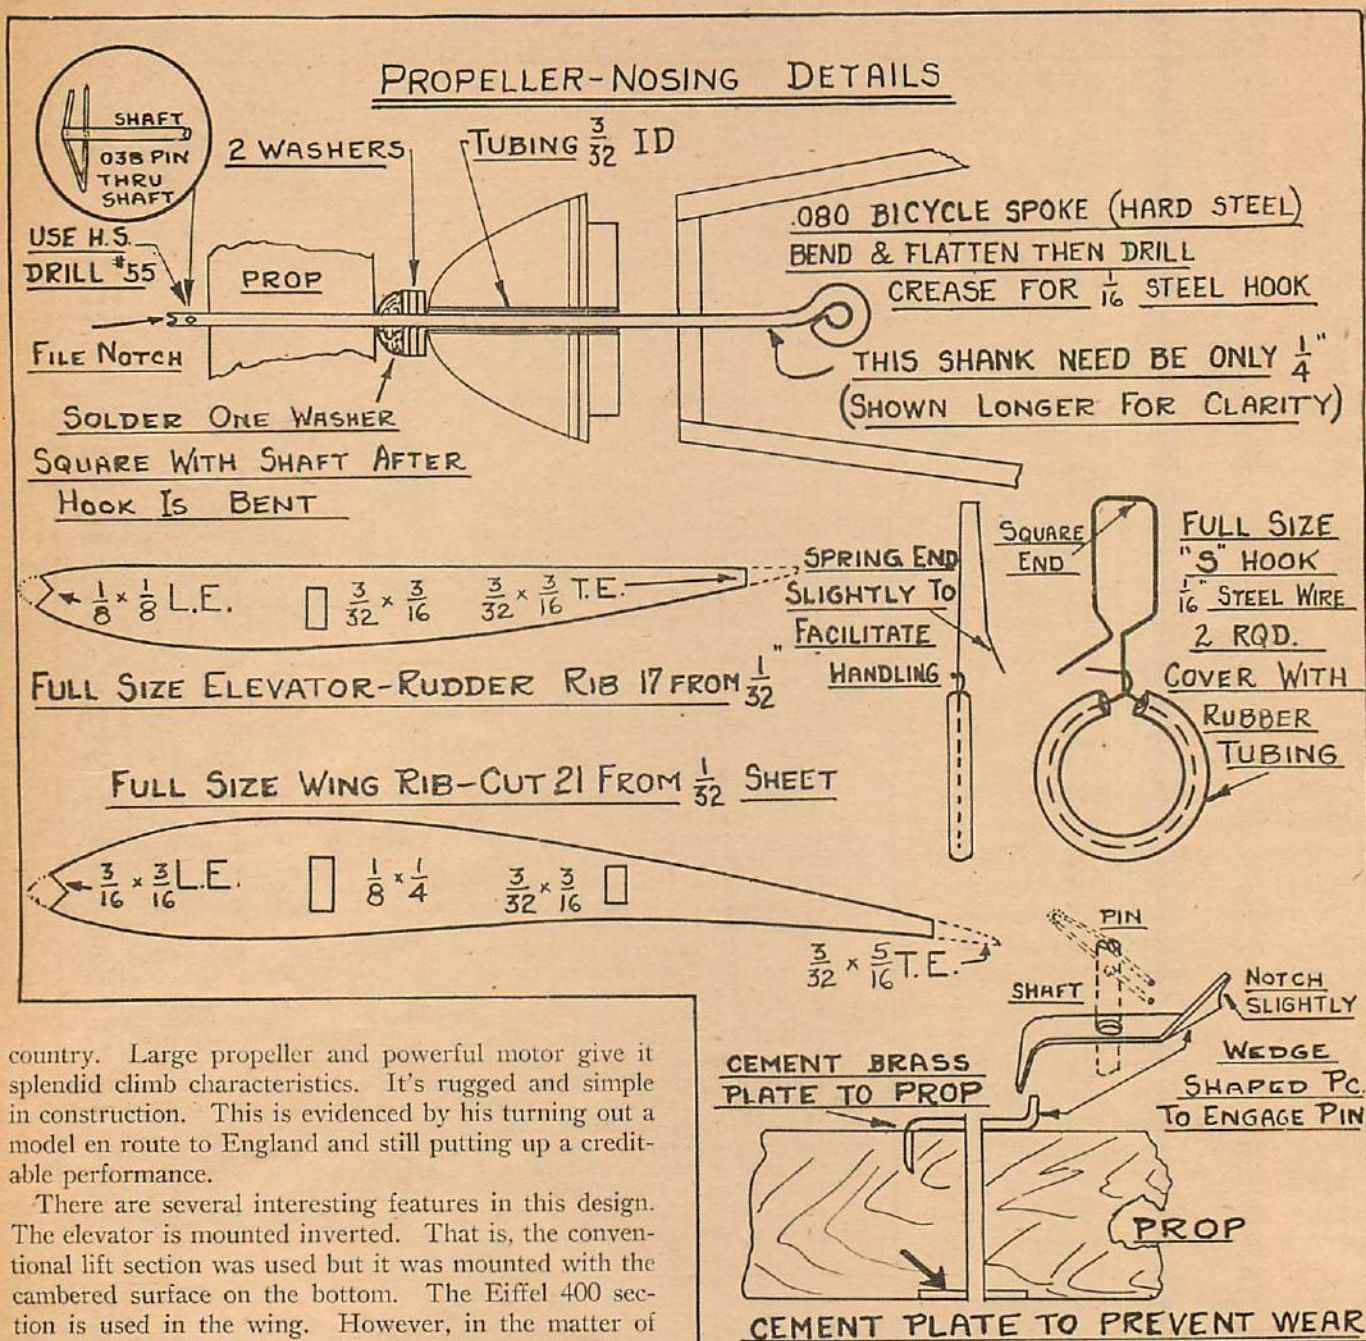 PROPELLER-NOSING DETAILS
SHAFT
038 PIN
THRU
SHAFT
2 WASHERS
TUBING 3/32 ID
USE H.S.
DRILL #55
PROP
FILE NOTCH
.080 BICYCLE SPOKE (HARD STEEL)
BEND & FLATTEN THEN DRILL
CREASE FOR 1/16 STEEL HOOK
THIS SHANK NEED BE ONLY 1/4"
(SHOWN LONGER FOR CLARITY)
SOLDER ONE WASHER
SQUARE WITH SHAFT AFTER
HOOK IS BENT
1/8 x 1/8 L.E.
3/32 x 3/16
3/32 x 3/16 T.E.
FULL SIZE ELEVATOR-RUDDER RIB 17 FROM 1/32"
SPRING END
SLIGHTLY TO
FACILITATE
HANDLING
SQUARE
END
FULL SIZE
"S" HOOK
1/16" STEEL WIRE
2 RQD.
COVER WITH
RUBBER
TUBING
FULL SIZE WING RIB-CUT 21 FROM 1/32 SHEET
3/16 x 3/16 L.E.
1/8 x 1/4
3/32 x 3/16
3/32 x 5/16 T.E.
PIN
SHAFT
NOTCH
SLIGHTLY
WEDGE
SHAPED PC.
TO ENGAGE PIN
CEMENT BRASS
PLATE TO PROP
PROP
CEMENT PLATE TO PREVENT WEAR
country. Large propeller and powerful motor give it
splendid climb characteristics. It's rugged and simple
in construction. This is evidenced by his turning out a
model en route to England and still putting up a credit-
able performance.
There are several interesting features in this design.
The elevator is mounted inverted. That is, the conven-
tional lift section was used but it was mounted with the
cambered surface on the bottom. The Eiffel 400 sec-
tion is used in the wing. However, in the matter of